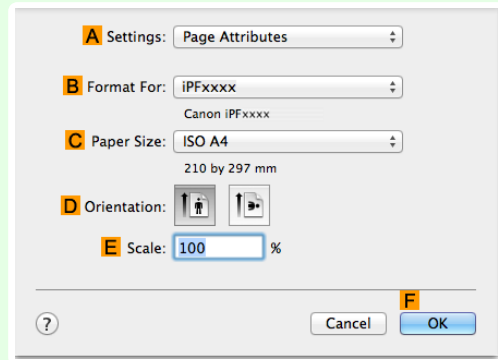 A Settings: Page Attributes
B Format For: iPFxxxx
Canon iPFxxxx
C Paper Size: ISO A4
210 by 297 mm
D Orientation:
E Scale: 100 %
F
? Cancel OK